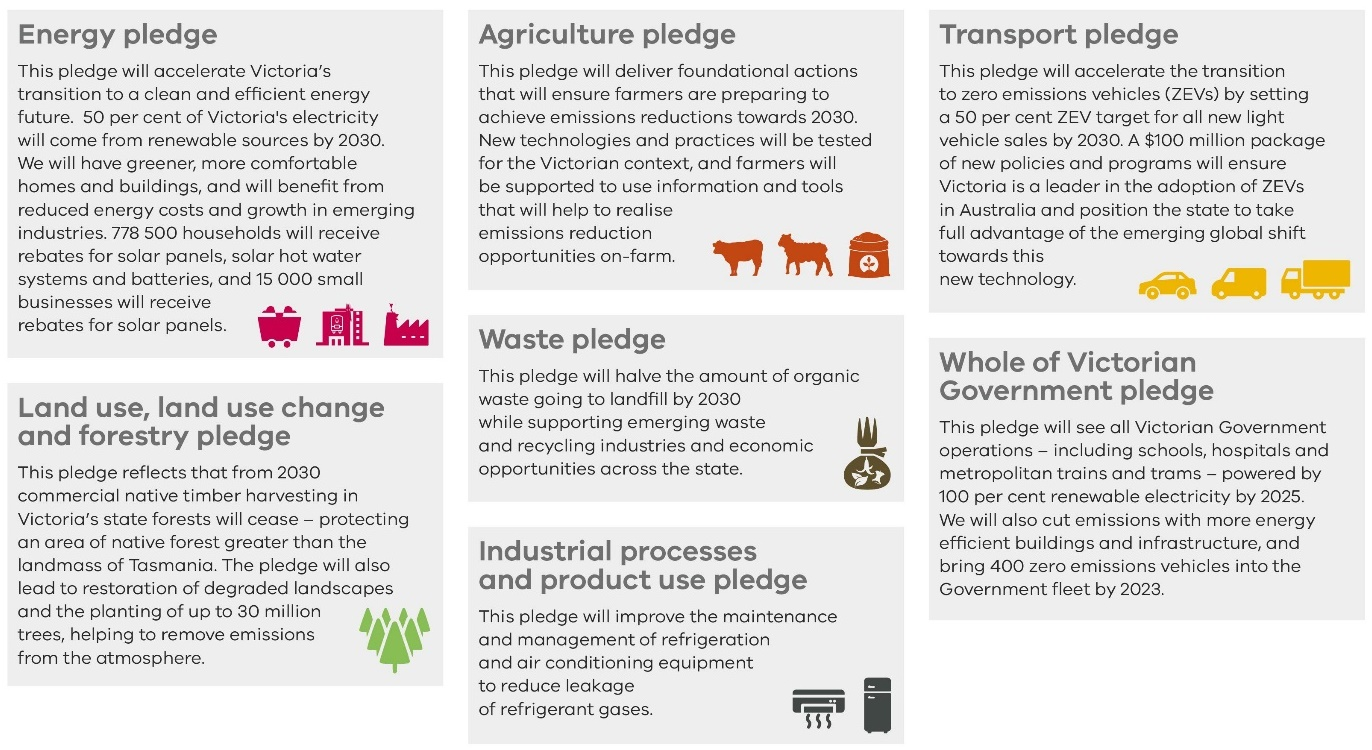 Energy pledge
This pledge will accelerate Victoria's
transition to a clean and efficient energy
future.  50 per cent of Victoria's electricity
will come from renewable sources by 2030.
We will have greener, more comfortable
homes and buildings, and will benefit from
reduced energy costs and growth in emerging
industries. 778 500 households will receive
rebates for solar panels, solar hot water
systems and batteries, and 15 000 small
businesses will receive
rebates for solar panels.
Land use, land use change
and forestry pledge
This pledge reflects that from 2030
commercial native timber harvesting in
Victoria's state forests will cease – protecting
an area of native forest greater than the
landmass of Tasmania. The pledge will also
lead to restoration of degraded landscapes
and the planting of up to 30 million
trees, helping to remove emissions
from the atmosphere.
Agriculture pledge
This pledge will deliver foundational actions
that will ensure farmers are preparing to
achieve emissions reductions towards 2030.
New technologies and practices will be tested
for the Victorian context, and farmers will
be supported to use information and tools
that will help to realise
emissions reduction
opportunities on-farm.
Waste pledge
This pledge will halve the amount of organic
waste going to landfill by 2030
while supporting emerging waste
and recycling industries and economic
opportunities across the state.
Industrial processes
and product use pledge
This pledge will improve the maintenance
and management of refrigeration
and air conditioning equipment
to reduce leakage
of refrigerant gases.
Transport pledge
This pledge will accelerate the transition
to zero emissions vehicles (ZEVs) by setting
a 50 per cent ZEV target for all new light
vehicle sales by 2030. A $100 million package
of new policies and programs will ensure
Victoria is a leader in the adoption of ZEVs
in Australia and position the state to take
full advantage of the emerging global shift
towards this
new technology.
Whole of Victorian
Government pledge
This pledge will see all Victorian Government
operations – including schools, hospitals and
metropolitan trains and trams – powered by
100 per cent renewable electricity by 2025.
We will also cut emissions with more energy
efficient buildings and infrastructure, and
bring 400 zero emissions vehicles into the
Government fleet by 2023.